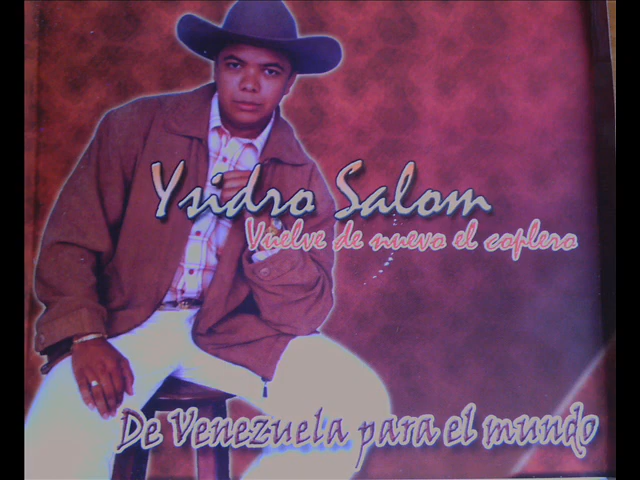 Ysidro Salom
Vuelve de nuevo el coplero
De Venezuela para el mundo